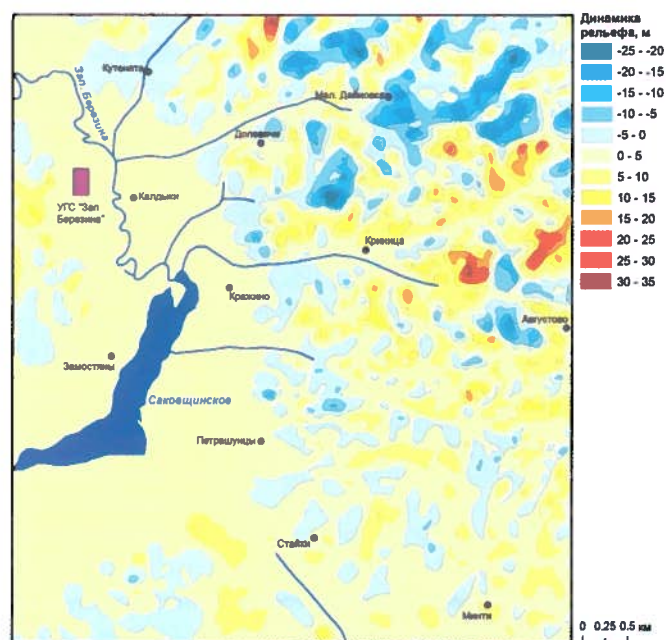 Динамика
рельефа, м
-25 - -20
-20 - -15
-15 - -10
-10 - -5
-5 - 0
0 - 5
5 - 10
10 - 15
15 - 20
20 - 25
25 - 30
30 - 35
Кутенята
Зап. Березина
Мал. Дайновка
Доловичи
Калдыки
УГС "Зап
Березина"
Криница
Кражино
Августово
Замостяны
Саковщинское
Петрашунцы
Стайки
Минти
0 0,25 0,5 км